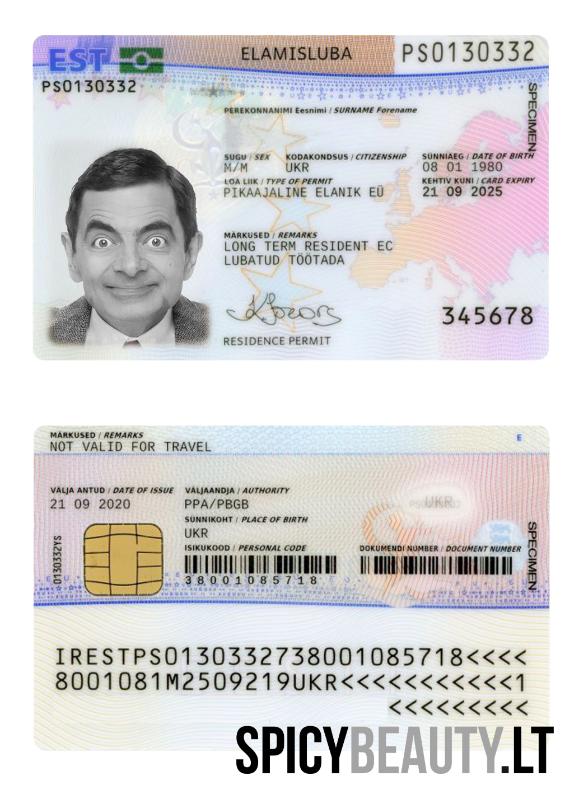 EST ELAMISLUBA PS0130332
PS0130332
PEREKONNANIMI Eesnimi / SURNAME Forename
SUGU / SEX KODAKONDSUS / CITIZENSHIP SÜNNIAEG / DATE OF BIRTH
M/M UKR 08 01 1980
LOA LIIK / TYPE OF PERMIT KEHTIV KUNI / CARD EXPIRY
PIKAAJALINE ELANIK EÜ 21 09 2025
MÄRKUSED / REMARKS
LONG TERM RESIDENT EC
LUBATUD TÖÖTADA
345678
RESIDENCE PERMIT
SPECIMEN
MÄRKUSED / REMARKS
NOT VALID FOR TRAVEL
E
VÄLJA ANTUD / DATE OF ISSUE VÄLJAANDJA / AUTHORITY
21 09 2020 PPA/PBGB
UKR
SÜNNIKOHT / PLACE OF BIRTH
UKR
ISIKUKOOD / PERSONAL CODE DOKUMENDI NUMBER / DOCUMENT NUMBER
38001085718
0130332YS
SPECIMEN
IRESTPS0130332738001085718<<<<
8001081M2509219UKR<<<<<<<<<<<1
<<<<<<<<<
SPICYBEAUTY.LT